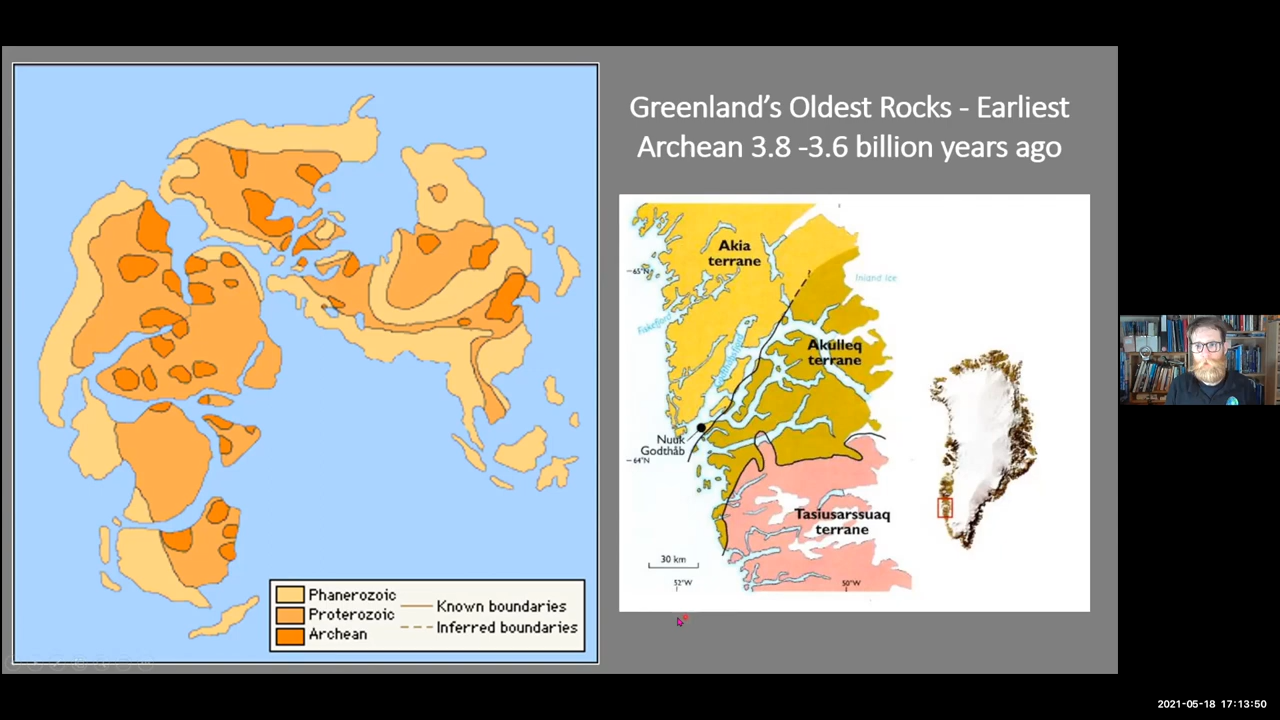 Greenland's Oldest Rocks - Earliest
Archean 3.8 -3.6 billion years ago
Phanerozoic
Proterozoic
Archean
Known boundaries
Inferred boundaries
Akia
terrane
65°N
Inland Ice
Fiskefjord
Akulleq
terrane
Nuuk
Godthåb
64°N
Tasiusarssuaq
terrane
30 km
52°W
50°W
2021-05-18 17:13:50